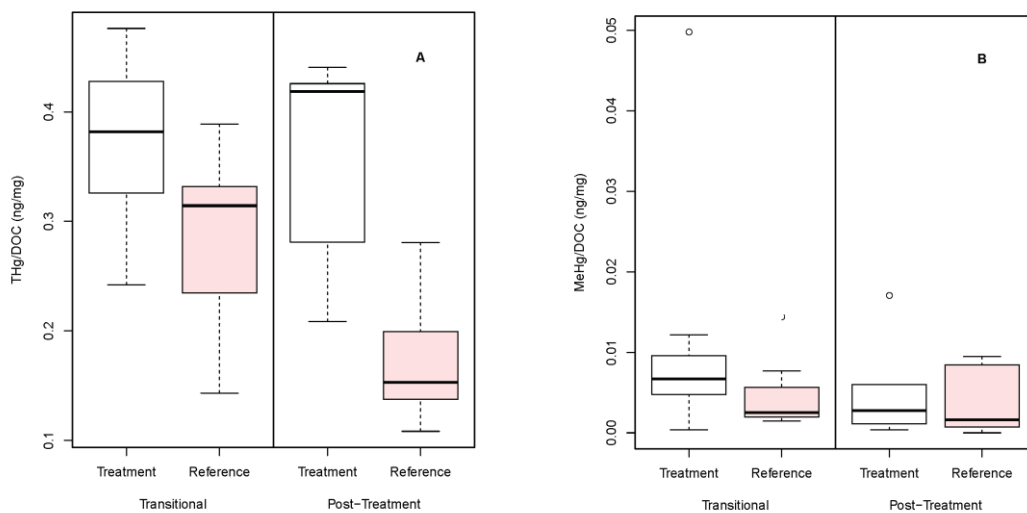 A
THg/DOC (ng/mg)
0.4
0.3
0.2
0.1
Treatment Reference Treatment Reference
Transitional Post−Treatment
B
MeHg/DOC (ng/mg)
0.05
0.04
0.03
0.02
0.01
0.00
Treatment Reference Treatment Reference
Transitional Post−Treatment